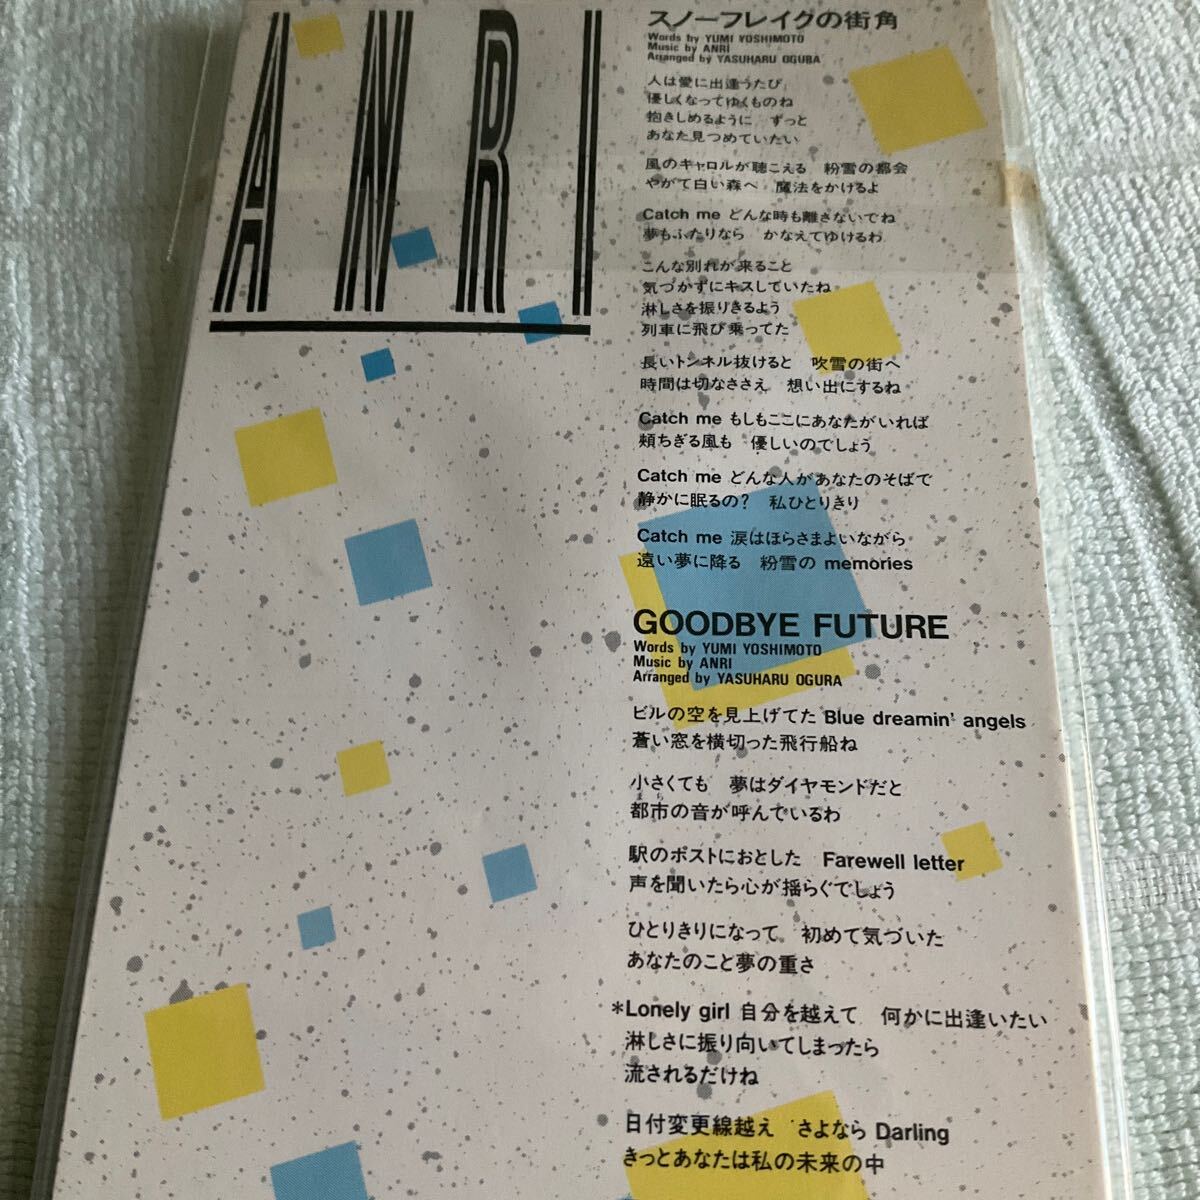 ANRI
スノーフレイクの街角
Words by YUMI YOSHIMOTO
Music by ANRI
Arranged by YASUHARU OGURA
人は愛に出逢うたび
優しくなってゆくものね
抱きしめるように ずっと
あなた見つめていたい
風のキャロルが聴こえる 粉雪の都会
やがて白い森へ 魔法をかけるよ
Catch me どんな時も離さないでね
夢もふたりなら かなえてゆけるわ
こんな別れが来ること
気づかずにキスしていたね
淋しさを振りきるよう
列車に飛び乗ってた
長いトンネル抜けると 吹雪の街へ
時間は切なささえ 想い出にするね
Catch me もしもここにあなたがいれば
頬ちぎる風も 優しいのでしょう
Catch me どんな人があなたのそばで
静かに眠るの? 私ひとりきり
Catch me 涙はほらさまよいながら
遠い夢に降る 粉雪の memories
GOODBYE FUTURE
Words by YUMI YOSHIMOTO
Music by ANRI
Arranged by YASUHARU OGURA
ビルの空を見上げてた Blue dreamin' angels
蒼い窓を横切った飛行船ね
小さくても 夢はダイヤモンドだと
まち
都市の音が呼んでいるわ
駅のポストにおとした Farewell letter
声を聞いたら心が揺らぐでしょう
ひとりきりになって 初めて気づいた
あなたのこと夢の重さ
*Lonely girl 自分を越えて 何かに出逢いたい
淋しさに振り向いてしまったら
流されるだけね
日付変更線越え さよなら Darling
きっとあなたは私の未来の中